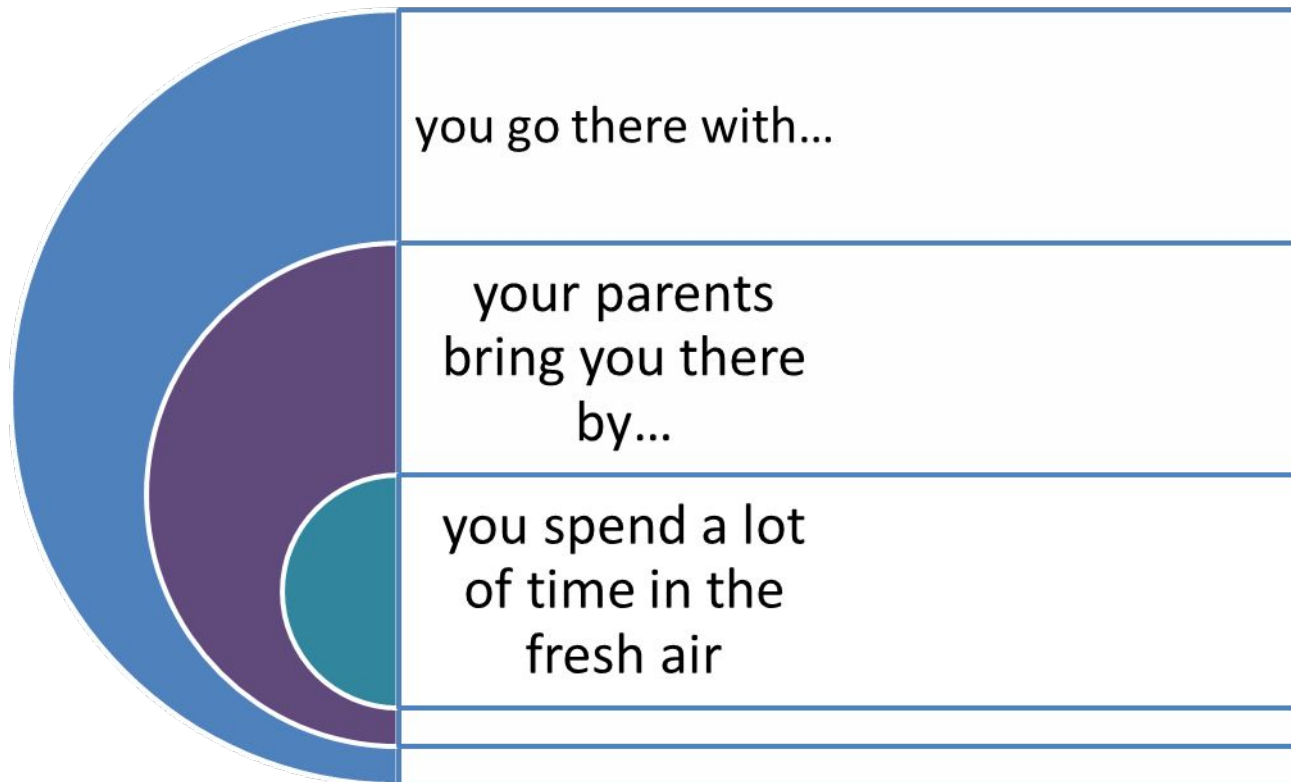 you go there with…
your parents
bring you there
by…
you spend a lot
of time in the
fresh air